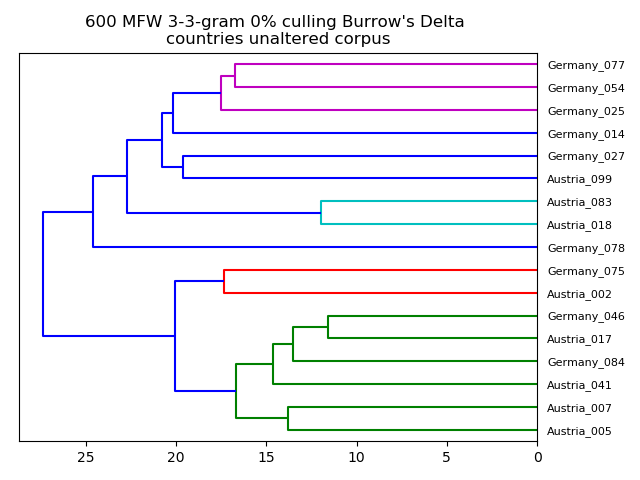 600 MFW 3-3-gram 0% culling Burrow's Delta
countries unaltered corpus
Germany_077
Germany_054
Germany_025
Germany_014
Germany_027
Austria_099
Austria_083
Austria_018
Germany_078
Germany_075
Austria_002
Germany_046
Austria_017
Germany_084
Austria_041
Austria_007
Austria_005
25 20 15 10 5 0